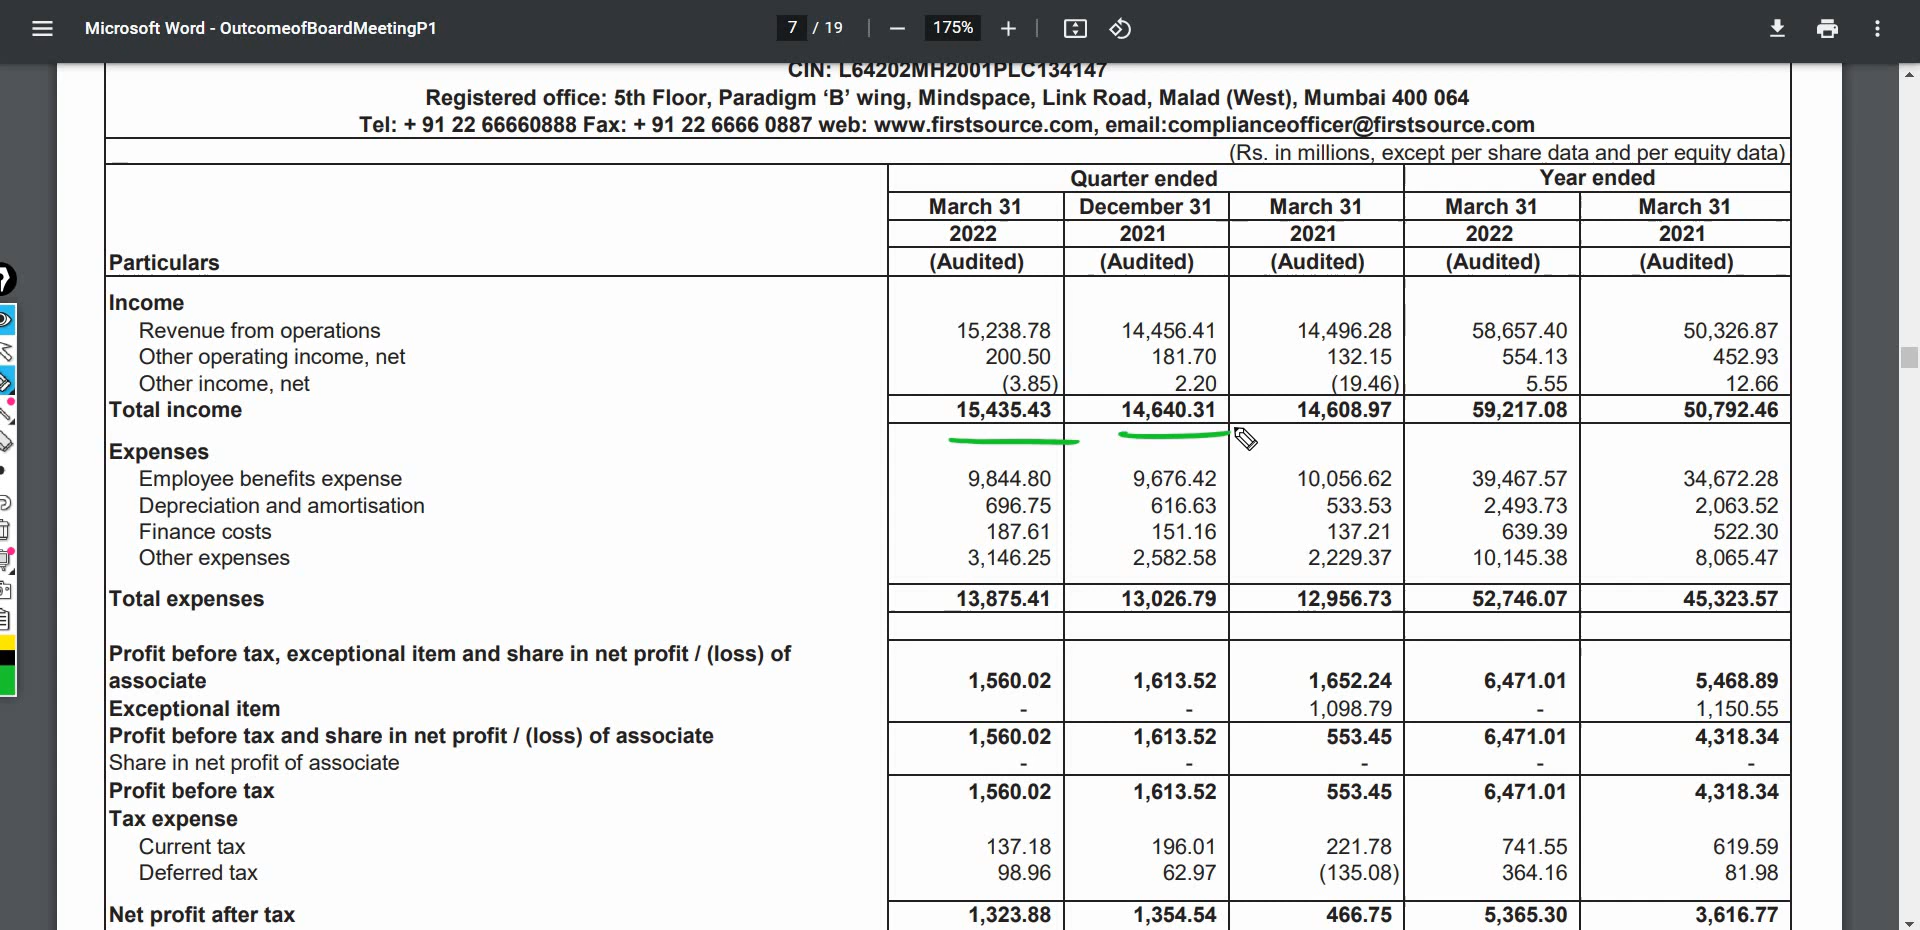 Microsoft Word - OutcomeofBoardMeetingP1 7 / 19 175%
CIN: L64202MH2001PLC134147
Registered office: 5th Floor, Paradigm ‘B’ wing, Mindspace, Link Road, Malad (West), Mumbai 400 064
Tel: + 91 22 66660888 Fax: + 91 22 6666 0887 web: www.firstsource.com, email:complianceofficer@firstsource.com
(Rs. in millions, except per share data and per equity data)
Quarter ended Year ended
March 31 December 31 March 31 March 31 March 31
2022 2021 2021 2022 2021
Particulars (Audited) (Audited) (Audited) (Audited) (Audited)
Income
Revenue from operations 15,238.78 14,456.41 14,496.28 58,657.40 50,326.87
Other operating income, net 200.50 181.70 132.15 554.13 452.93
Other income, net (3.85) 2.20 (19.46) 5.55 12.66
Total income 15,435.43 14,640.31 14,608.97 59,217.08 50,792.46
Expenses
Employee benefits expense 9,844.80 9,676.42 10,056.62 39,467.57 34,672.28
Depreciation and amortisation 696.75 616.63 533.53 2,493.73 2,063.52
Finance costs 187.61 151.16 137.21 639.39 522.30
Other expenses 3,146.25 2,582.58 2,229.37 10,145.38 8,065.47
Total expenses 13,875.41 13,026.79 12,956.73 52,746.07 45,323.57
Profit before tax, exceptional item and share in net profit / (loss) of
associate 1,560.02 1,613.52 1,652.24 6,471.01 5,468.89
Exceptional item - - 1,098.79 - 1,150.55
Profit before tax and share in net profit / (loss) of associate 1,560.02 1,613.52 553.45 6,471.01 4,318.34
Share in net profit of associate - - - - -
Profit before tax 1,560.02 1,613.52 553.45 6,471.01 4,318.34
Tax expense
Current tax 137.18 196.01 221.78 741.55 619.59
Deferred tax 98.96 62.97 (135.08) 364.16 81.98
Net profit after tax 1,323.88 1,354.54 466.75 5,365.30 3,616.77